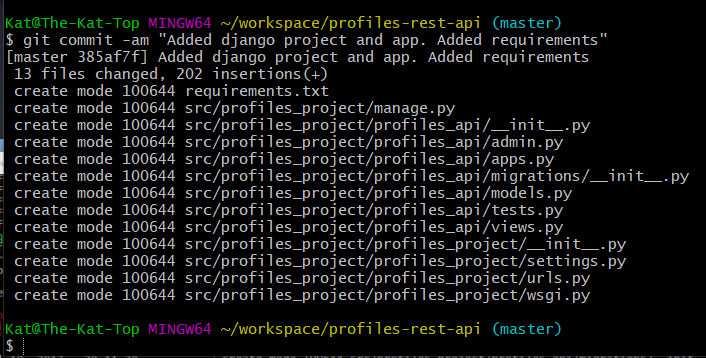 Kat@The-Kat-Top MINGW64 ~/workspace/profiles-rest-api (master)
$ git commit -am "Added django project and app. Added requirements"
[master 385af7f] Added django project and app. Added requirements
 13 files changed, 202 insertions(+)
 create mode 100644 requirements.txt
 create mode 100644 src/profiles_project/manage.py
 create mode 100644 src/profiles_project/profiles_api/__init__.py
 create mode 100644 src/profiles_project/profiles_api/admin.py
 create mode 100644 src/profiles_project/profiles_api/apps.py
 create mode 100644 src/profiles_project/profiles_api/migrations/__init__.py
 create mode 100644 src/profiles_project/profiles_api/models.py
 create mode 100644 src/profiles_project/profiles_api/tests.py
 create mode 100644 src/profiles_project/profiles_api/views.py
 create mode 100644 src/profiles_project/profiles_project/__init__.py
 create mode 100644 src/profiles_project/profiles_project/settings.py
 create mode 100644 src/profiles_project/profiles_project/urls.py
 create mode 100644 src/profiles_project/profiles_project/wsgi.py
Kat@The-Kat-Top MINGW64 ~/workspace/profiles-rest-api (master)
$